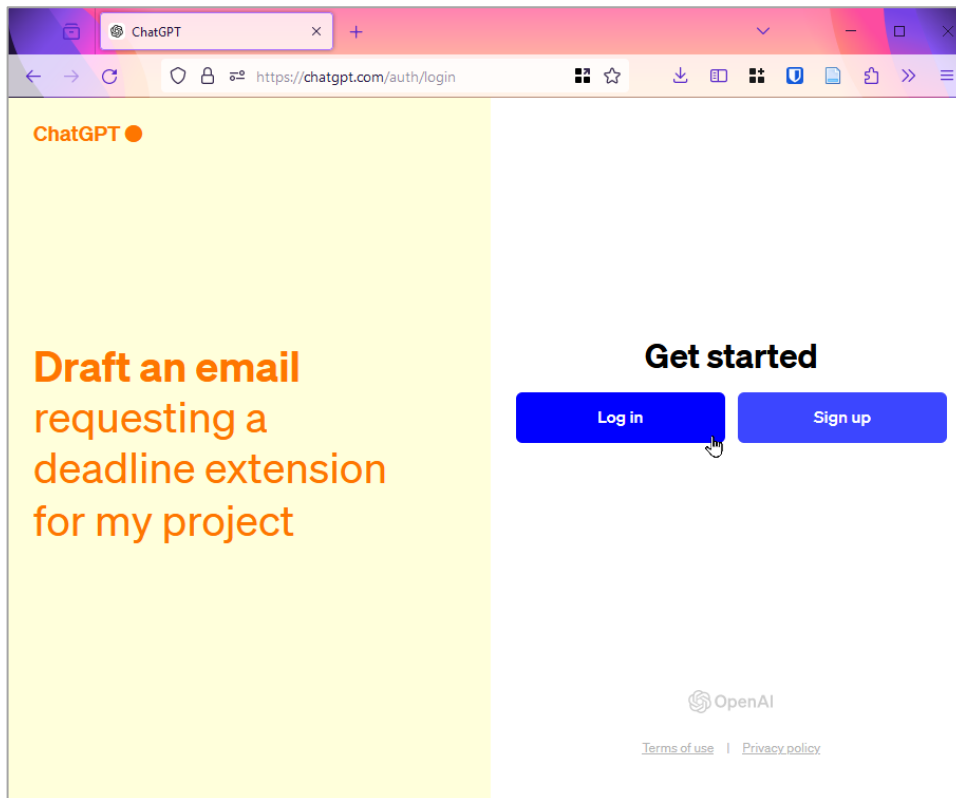 ChatGPT
https://chatgpt.com/auth/login
ChatGPT
Draft an email
requesting a
deadline extension
for my project
Get started
Log in
Sign up
OpenAI
Terms of use | Privacy policy